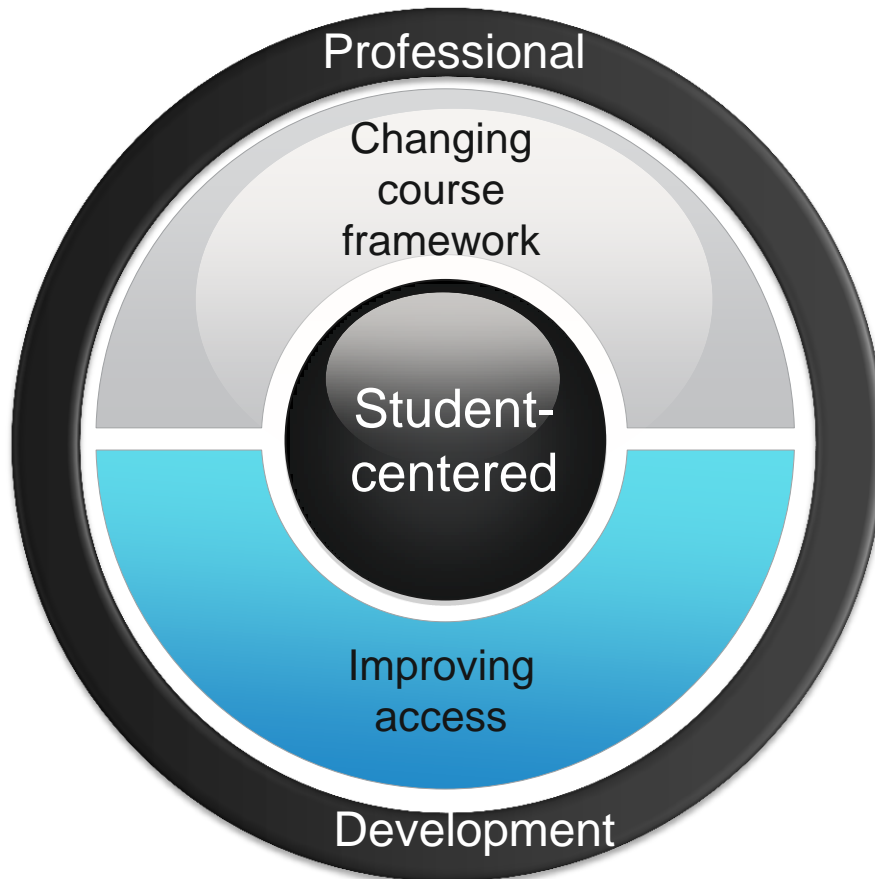 Professional
Changing
course
framework
Student-
centered
Improving
access
Development